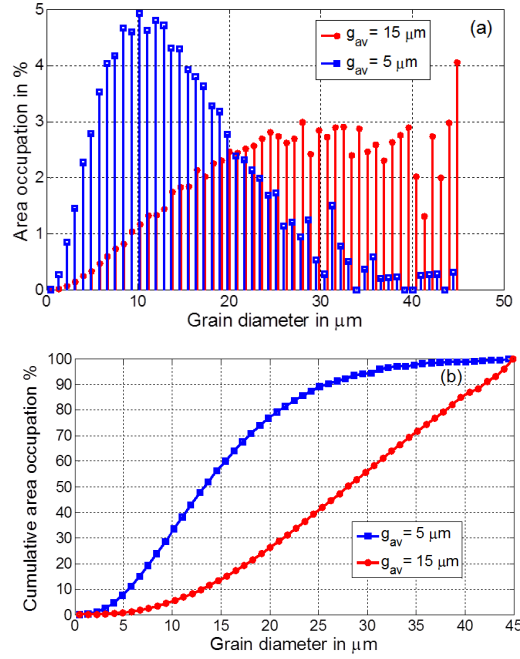 5
4
3
2
1
0
Area occupation in %
(a)
g_av = 15 μm
g_av = 5 μm
0 10 20 30 40 50
Grain diameter in μm
100
90
80
70
60
50
40
30
20
10
0
Cumulative area occupation %
(b)
g_av= 5 μm
g_av= 15 μm
0 5 10 15 20 25 30 35 40 45
Grain diameter in μm